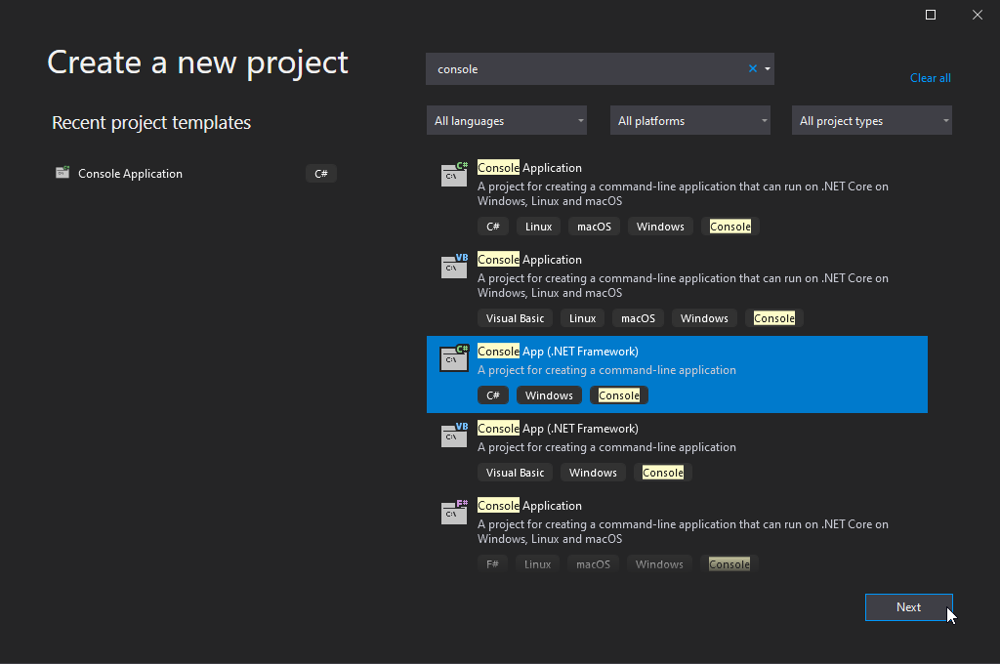 Create a new project
Recent project templates
Console Application C#
console
Clear all
All languages All platforms All project types
C#
C:\
Console Application
A project for creating a command-line application that can run on .NET Core on
Windows, Linux and macOS
C# Linux macOS Windows Console
VB
C:\
Console Application
A project for creating a command-line application that can run on .NET Core on
Windows, Linux and macOS
Visual Basic Linux macOS Windows Console
C#
C:\
Console App (.NET Framework)
A project for creating a command-line application
C# Windows Console
VB
C:\
Console App (.NET Framework)
A project for creating a command-line application
Visual Basic Windows Console
F#
C:\
Console Application
A project for creating a command-line application that can run on .NET Core on
Windows, Linux and macOS
F# Linux macOS Windows Console
Next